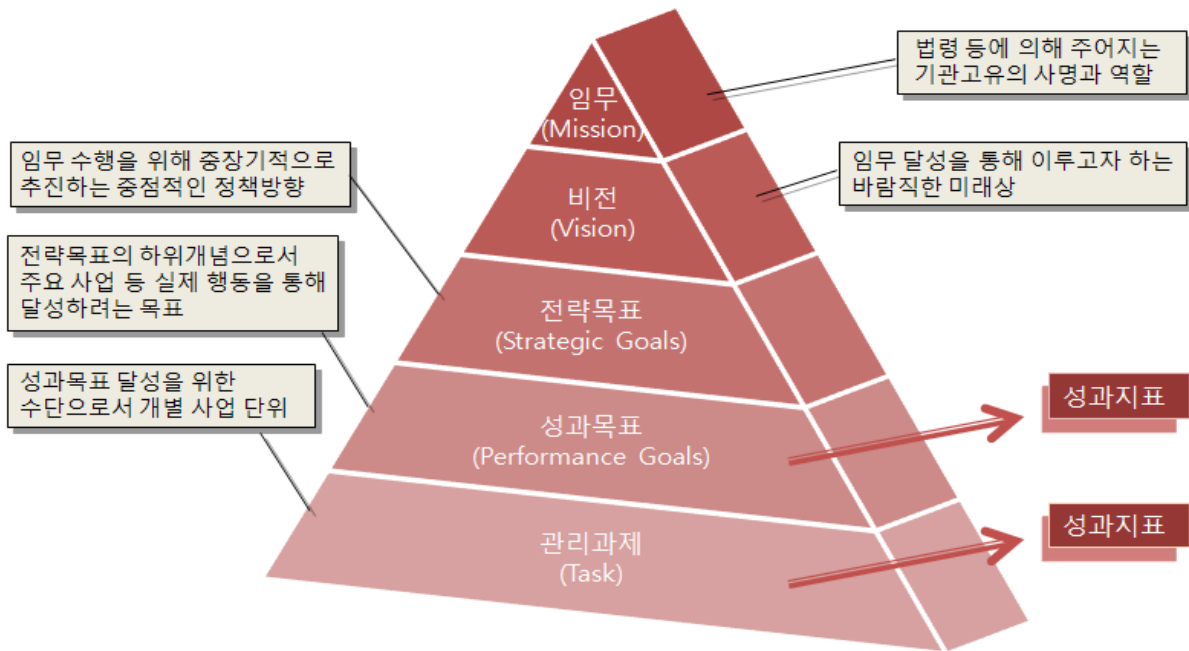 법령 등에 의해 주어지는
기관고유의 사명과 역할
임무
(Mission)
임무 수행을 위해 중장기적으로
추진하는 중점적인 정책방향
임무 달성을 통해 이루고자 하는
바람직한 미래상
비전
(Vision)
전략목표의 하위개념으로서
주요 사업 등 실제 행동을 통해
달성하려는 목표
전략목표
(Strategic Goals)
성과목표 달성을 위한
수단으로서 개별 사업 단위
성과지표
성과목표
(Performance Goals)
성과지표
관리과제
(Task)